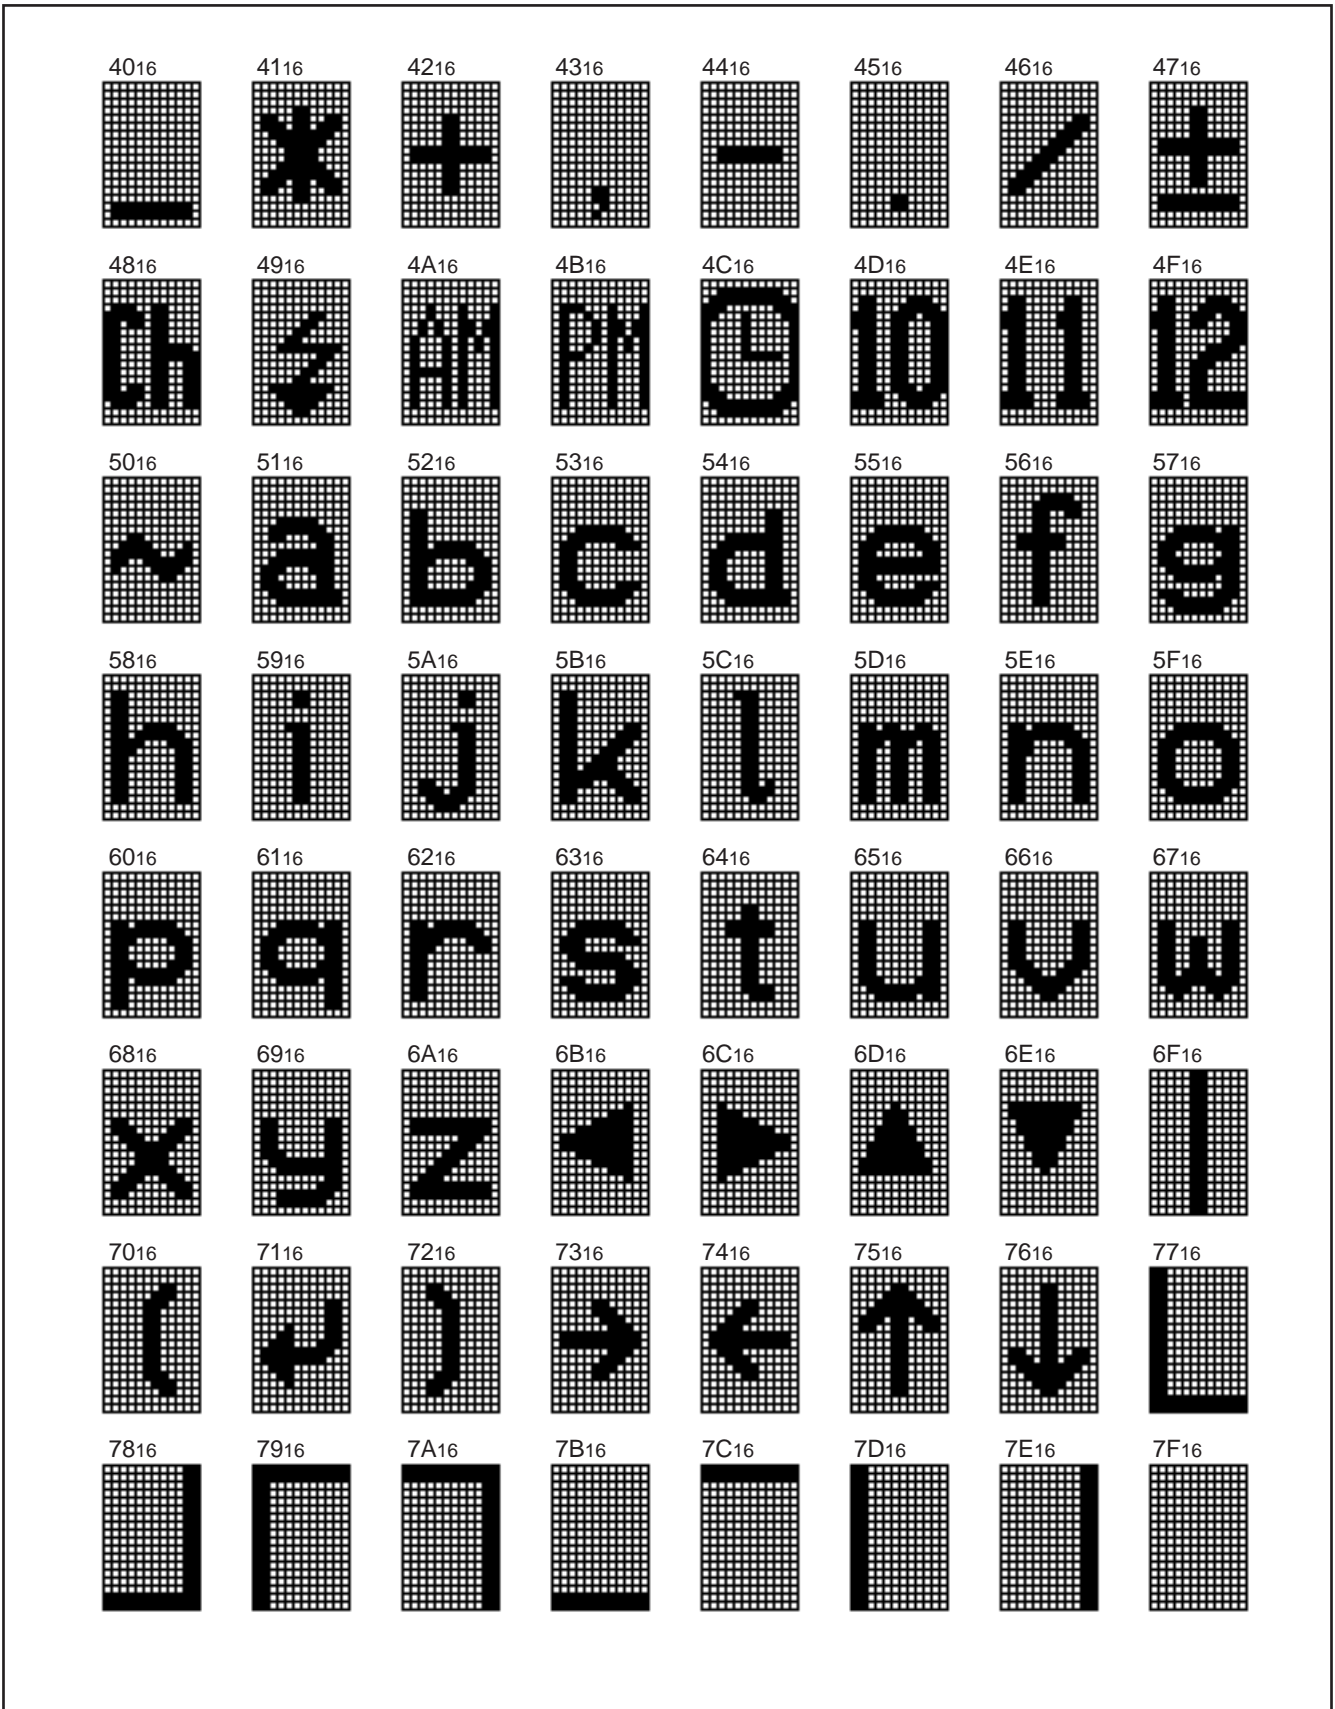 4016 4116 4216 4316 4416 4516 4616 4716
_ * + , - . / ±
4816 4916 4A16 4B16 4C16 4D16 4E16 4F16
Ch AM PM 10 11 12
5016 5116 5216 5316 5416 5516 5616 5716
~ a b c d e f g
5816 5916 5A16 5B16 5C16 5D16 5E16 5F16
h i j k l m n o
6016 6116 6216 6316 6416 6516 6616 6716
p q r s t u v w
6816 6916 6A16 6B16 6C16 6D16 6E16 6F16
x y z ◀ ▶ ▲ ▼ |
7016 7116 7216 7316 7416 7516 7616 7716
( ↲ ) → ← ↑ ↓
7816 7916 7A16 7B16 7C16 7D16 7E16 7F16